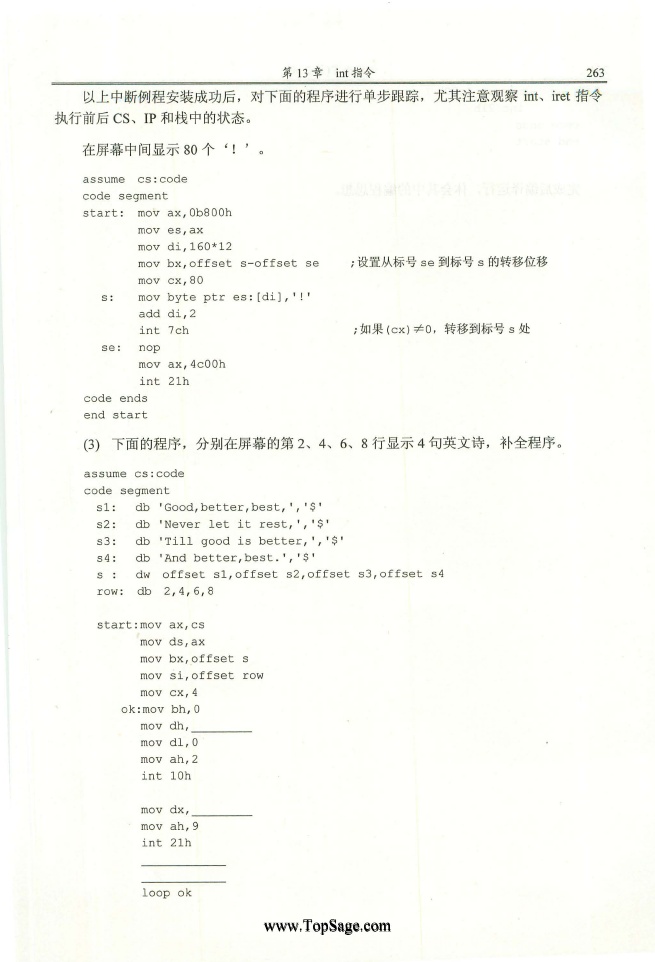 第 13 章 int 指令 263
以上中断例程安装成功后，对下面的程序进行单步跟踪，尤其注意观察 int、iret 指令
执行前后 CS、IP 和栈中的状态。
在屏幕中间显示 80 个‘！’。
assume cs:code
code segment
start: mov ax,0b800h
mov es,ax
mov di,160*12
mov bx,offset s-offset se ;设置从标号 se 到标号 s 的转移位移
mov cx,80
s: mov byte ptr es:[di],'!'
add di,2
int 7ch ;如果(cx)≠0，转移到标号 s 处
se: nop
mov ax,4c00h
int 21h
code ends
end start
(3) 下面的程序，分别在屏幕的第 2、4、6、8 行显示 4 句英文诗，补全程序。
assume cs:code
code segment
s1: db 'Good,better,best,','$'
s2: db 'Never let it rest,','$'
s3: db 'Till good is better,','$'
s4: db 'And better,best.','$'
s : dw offset s1,offset s2,offset s3,offset s4
row: db 2,4,6,8
start:mov ax,cs
mov ds,ax
mov bx,offset s
mov si,offset row
mov cx,4
ok:mov bh,0
mov dh,________
mov dl,0
mov ah,2
int 10h
mov dx,________
mov ah,9
int 21h
________
________
loop ok
www.TopSage.com